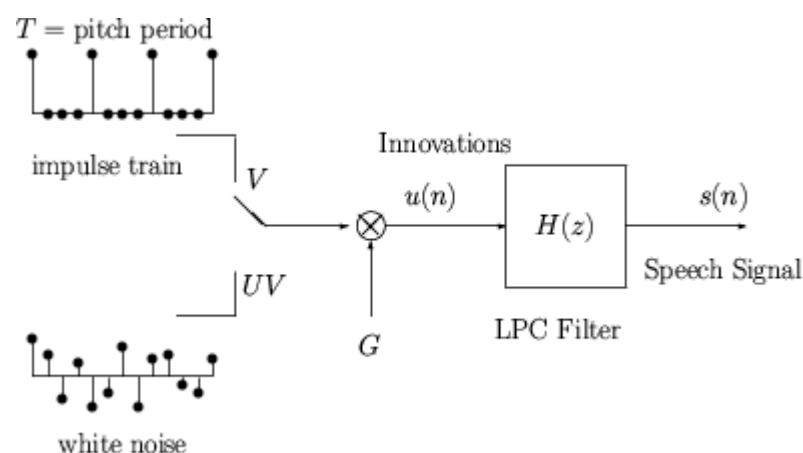 T = pitch period
impulse train
V
Innovations
u(n)
H(z)
s(n)
Speech Signal
UV
G
LPC Filter
white noise